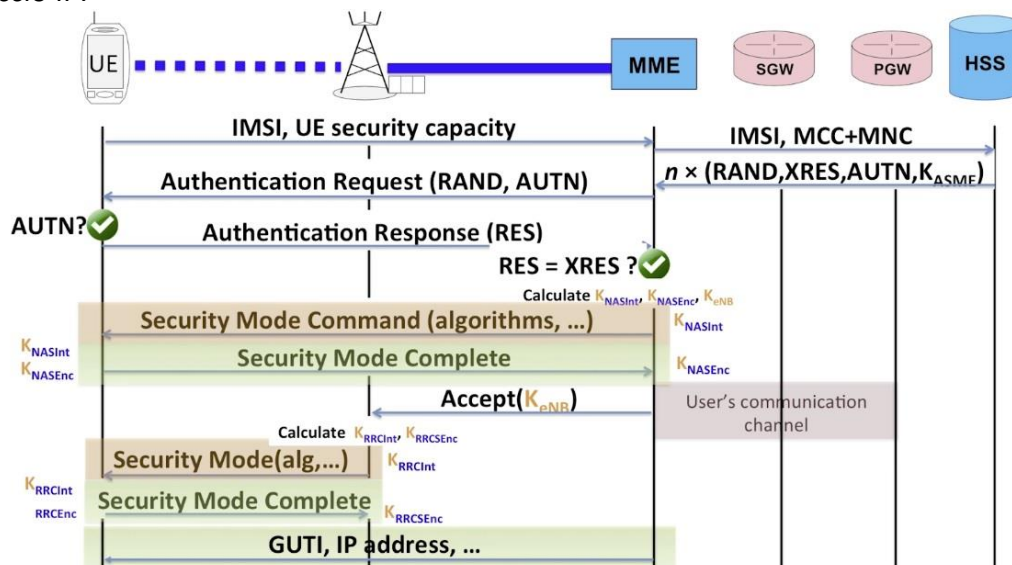 UE
MME
SGW
PGW
HSS
IMSI, UE security capacity
IMSI, MCC+MNC
n × (RAND,XRES,AUTN,KASME)
Authentication Request (RAND, AUTN)
AUTN?
Authentication Response (RES)
RES = XRES ?
Calculate KNASInt, KNASEnc, KeNB
Security Mode Command (algorithms, ...)
KNASInt
KNASInt
Security Mode Complete
KNASEnc
KNASEnc
Accept(KeNB)
User's communication
channel
Calculate KRRCInt, KRRCSEnc
Security Mode(alg,...)
KRRCInt
KRRCInt
Security Mode Complete
RRCEnc
KRRCSEnc
GUTI, IP address, ...